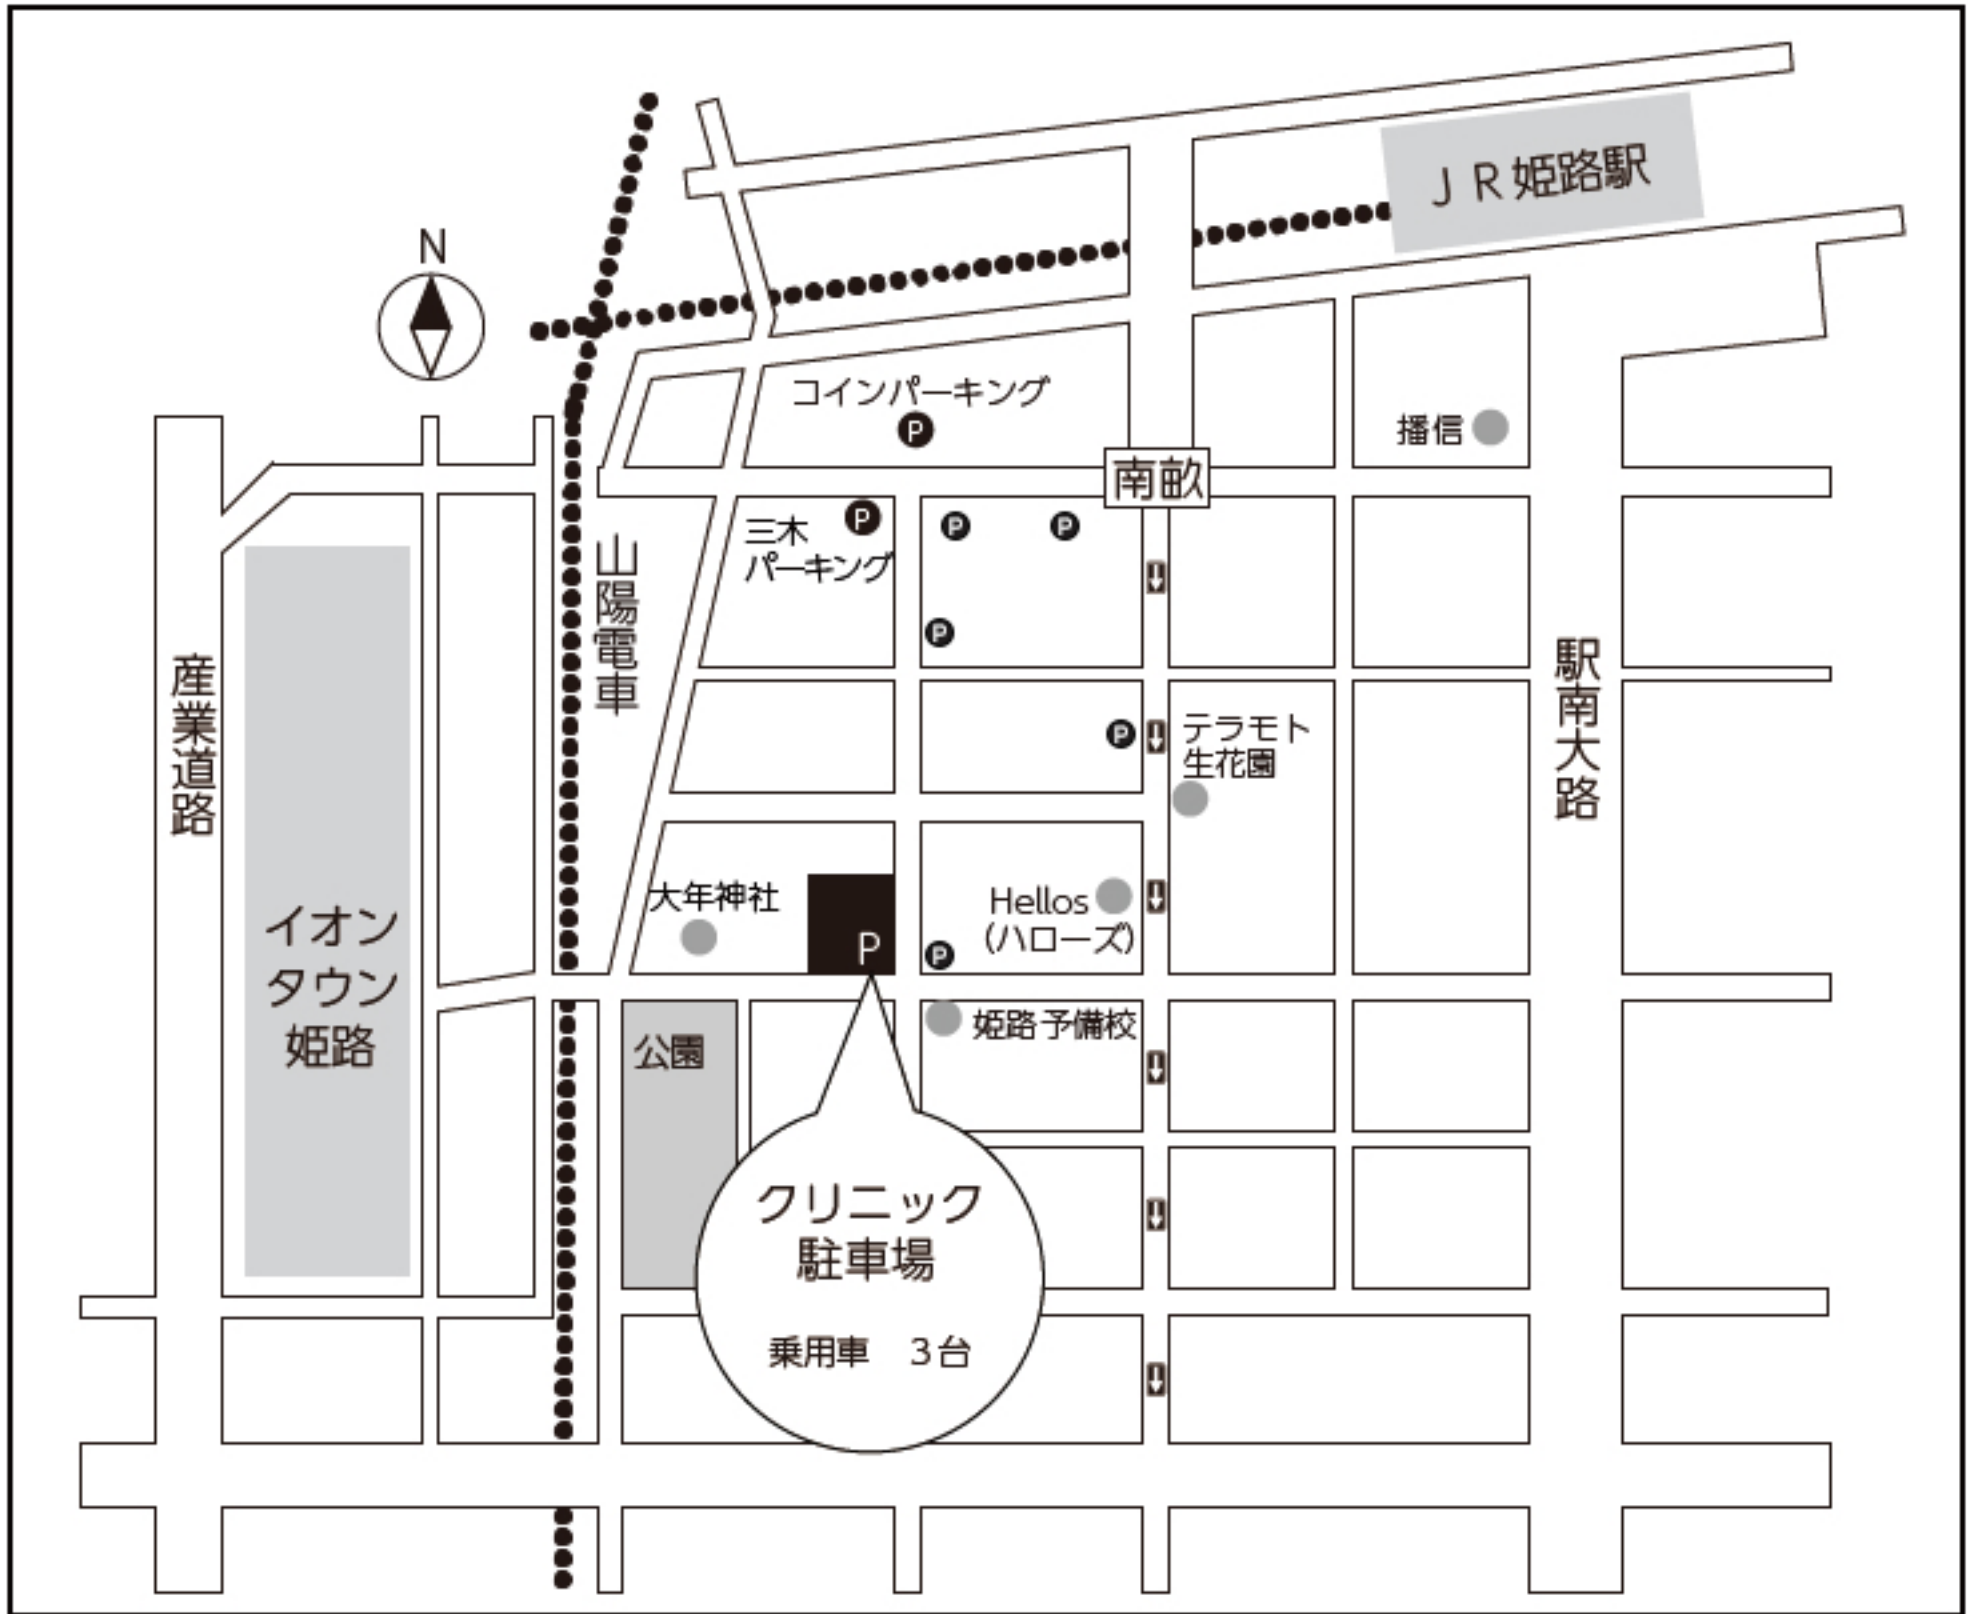 ＪＲ姫路駅
N
コインパーキング
P
播信
南畝
三木
パーキング
P
P
P
P
山陽電車
産業道路
駅南大路
P
テラモト
生花園
大年神社
P
Hellos
（ハローズ）
P
イオン
タウン
姫路
公園
姫路予備校
クリニック
駐車場
乗用車　３台